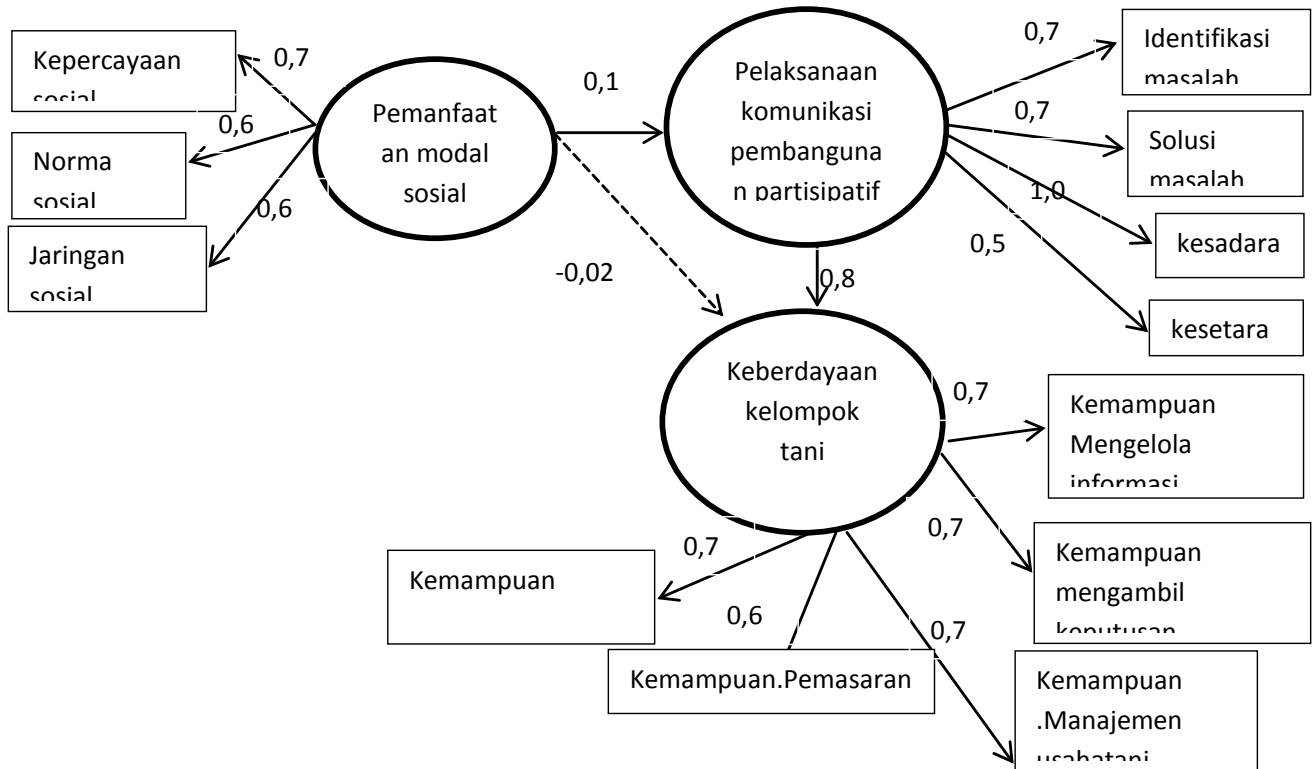 Kepercayaan
sosial
Norma
sosial
Jaringan
sosial
0,7
0,6
0,6
Pemanfaat
an modal
sosial
0,1
-0,02
Pelaksanaan
komunikasi
pembanguna
n partisipatif
0,8
0,7
0,7
1,0
0,5
Identifikasi
masalah
Solusi
masalah
kesadara
kesetara
Keberdayaan
kelompok
tani
0,7
0,7
0,7
0,6
0,7
Kemampuan
Mengelola
informasi
Kemampuan
mengambil
keputusan
Kemampuan
Kemampuan.Pemasaran
Kemampuan
.Manajemen
usahatani